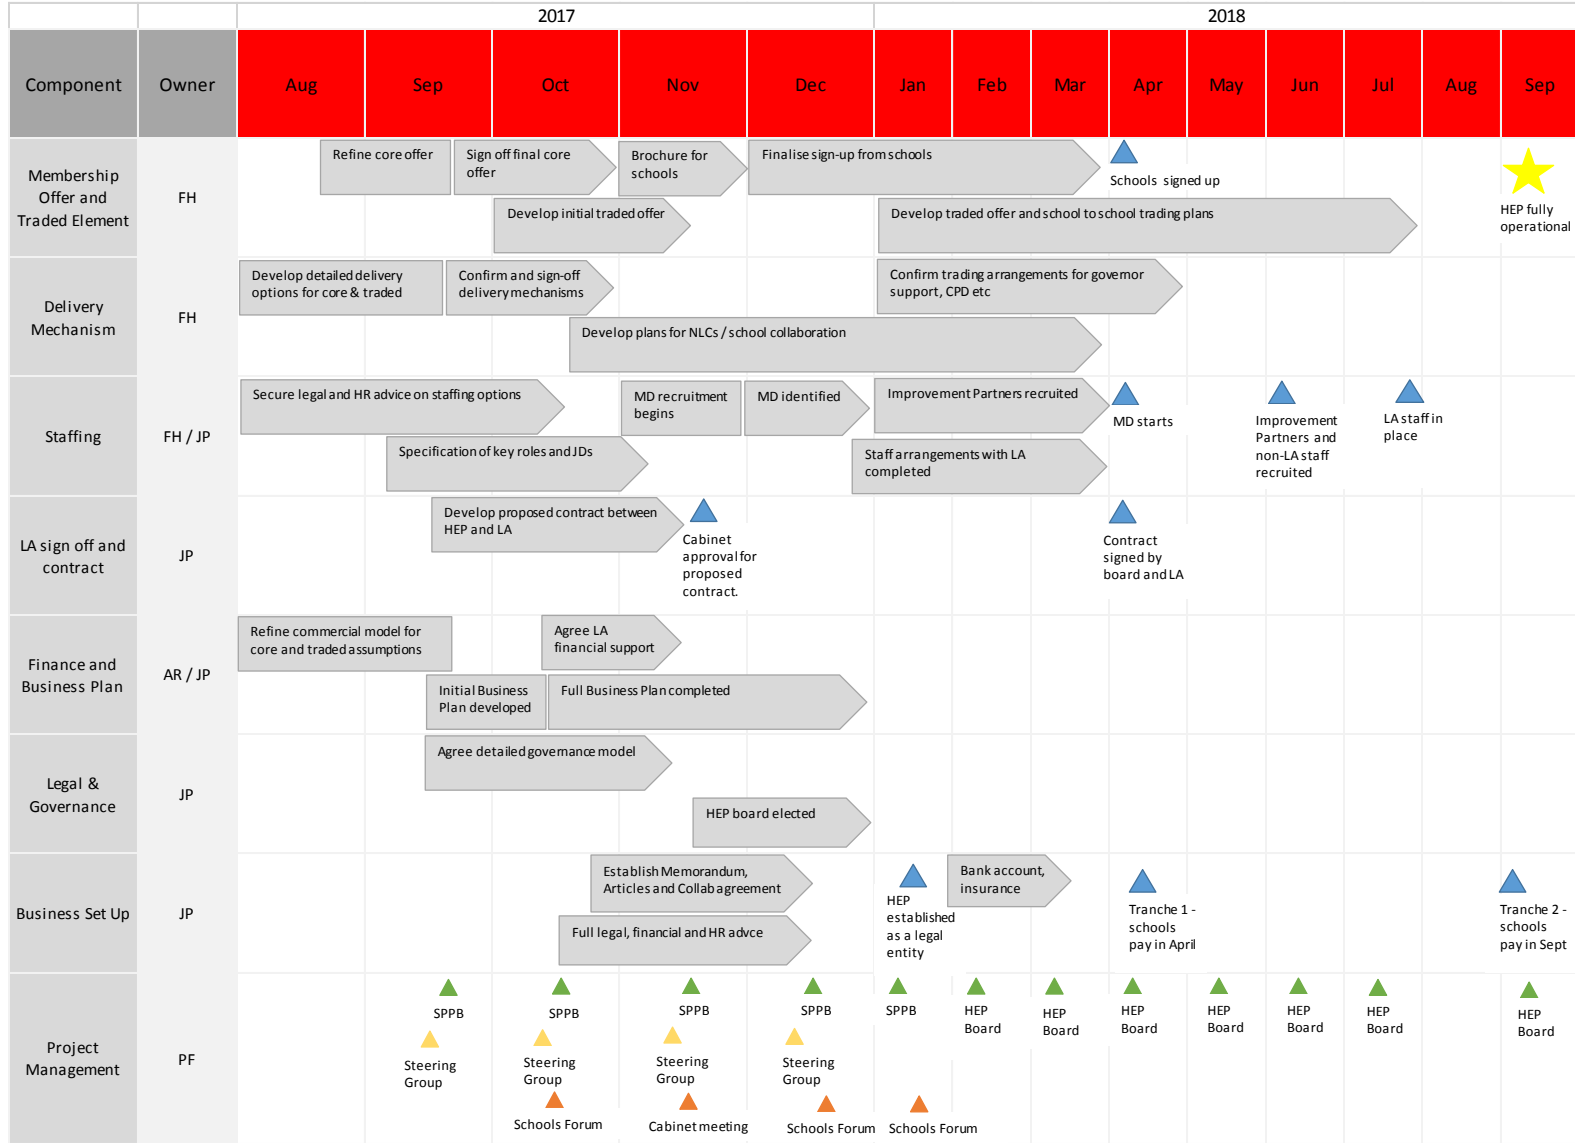 2017
2018
Component
Owner
Aug
Sep
Oct
Nov
Dec
Jan
Feb
Mar
Apr
May
Jun
Jul
Aug
Sep
Membership
Offer and
Traded Element
FH
Refine core offer
Sign off final core
offer
Brochure for
schools
Finalise sign-up from schools
Schools signed up
HEP fully
operational
Develop initial traded offer
Develop traded offer and school to school trading plans
Delivery
Mechanism
FH
Develop detailed delivery
options for core & traded
Confirm and sign-off
delivery mechanisms
Confirm trading arrangements for governor
support, CPD etc
Develop plans for NLCs / school collaboration
Staffing
FH / JP
Secure legal and HR advice on staffing options
MD recruitment
begins
MD identified
Improvement Partners recruited
MD starts
Improvement
Partners and
non-LA staff
recruited
LA staff in
place
Specification of key roles and JDs
Staff arrangements with LA
completed
LA sign off and
contract
JP
Develop proposed contract between
HEP and LA
Cabinet
approval for
proposed
contract.
Contract
signed by
board and LA
Finance and
Business Plan
AR / JP
Refine commercial model for
core and traded assumptions
Agree LA
financial support
Initial Business
Plan developed
Full Business Plan completed
Legal &
Governance
JP
Agree detailed governance model
HEP board elected
Business Set Up
JP
Establish Memorandum,
Articles and Collab agreement
HEP
established
as a legal
entity
Bank account,
insurance
Tranche 1 -
schools
pay in April
Tranche 2 -
schools
pay in Sept
Full legal, financial and HR advce
Project
Management
PF
SPPB
SPPB
SPPB
SPPB
SPPB
HEP
Board
HEP
Board
HEP
Board
HEP
Board
HEP
Board
HEP
Board
HEP
Board
Steering
Group
Steering
Group
Steering
Group
Steering
Group
Schools Forum
Cabinet meeting
Schools Forum
Schools Forum